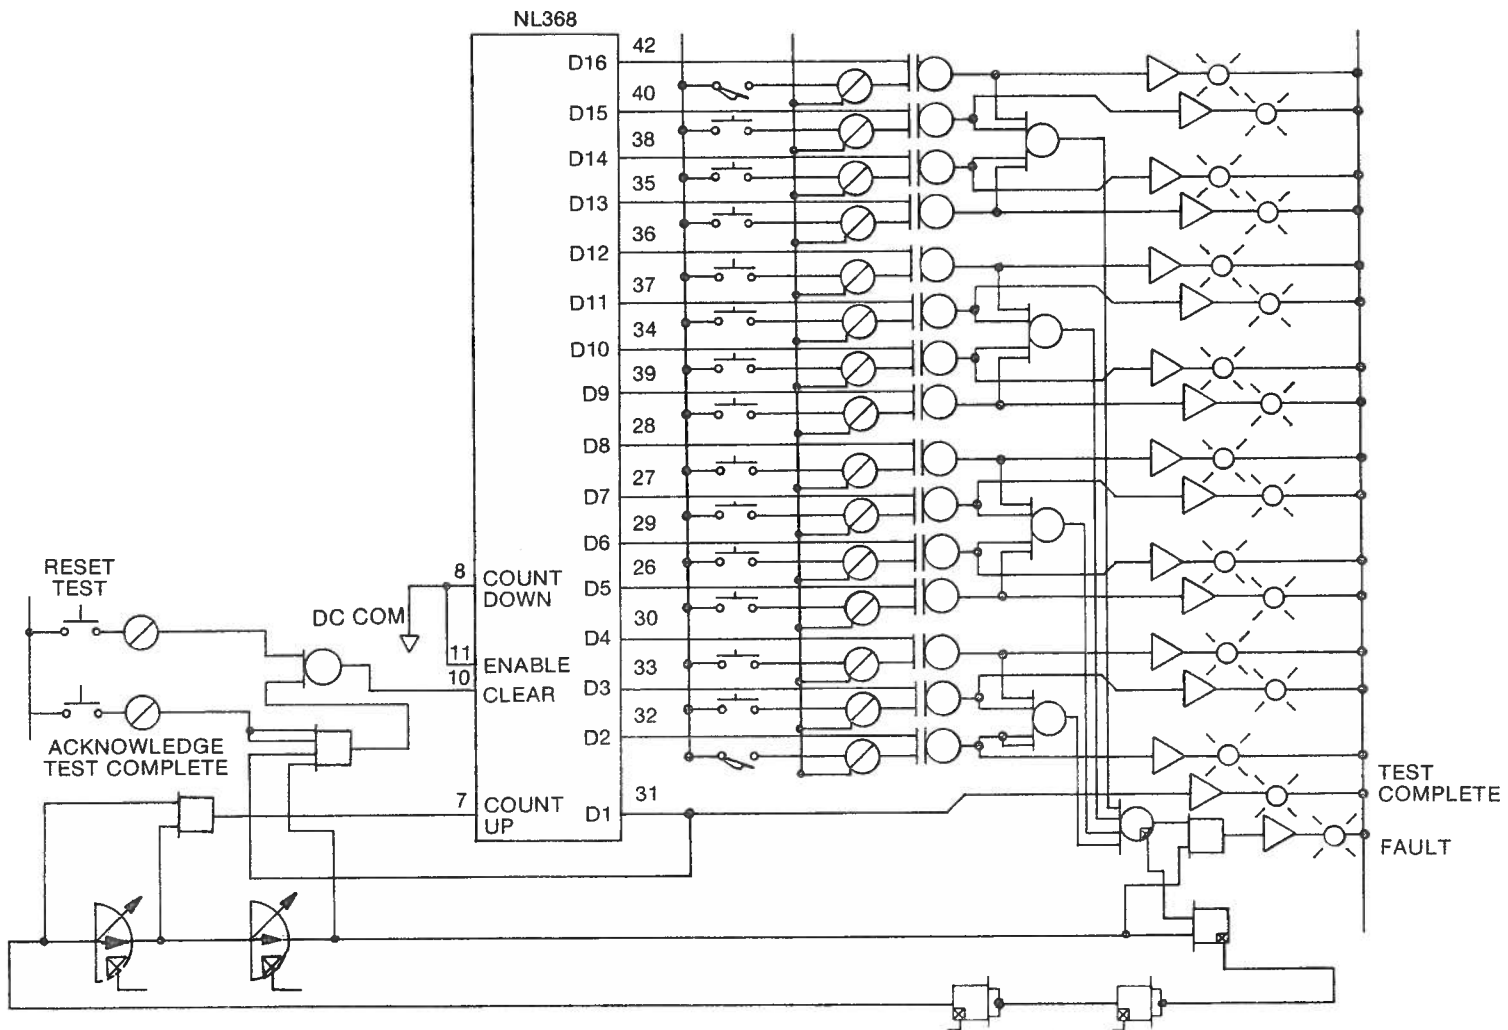 NL368
D16 42
D15 40
D14 38
D13 35
D12 36
D11 37
D10 34
D9 39
D8 28
D7 27
D6 29
D5 26
D4 30
D3 33
D2 32
D1 31
RESET
TEST
ACKNOWLEDGE
TEST COMPLETE
DC COM
8 COUNT
DOWN
11 ENABLE
10 CLEAR
7 COUNT
UP
TEST
COMPLETE
FAULT